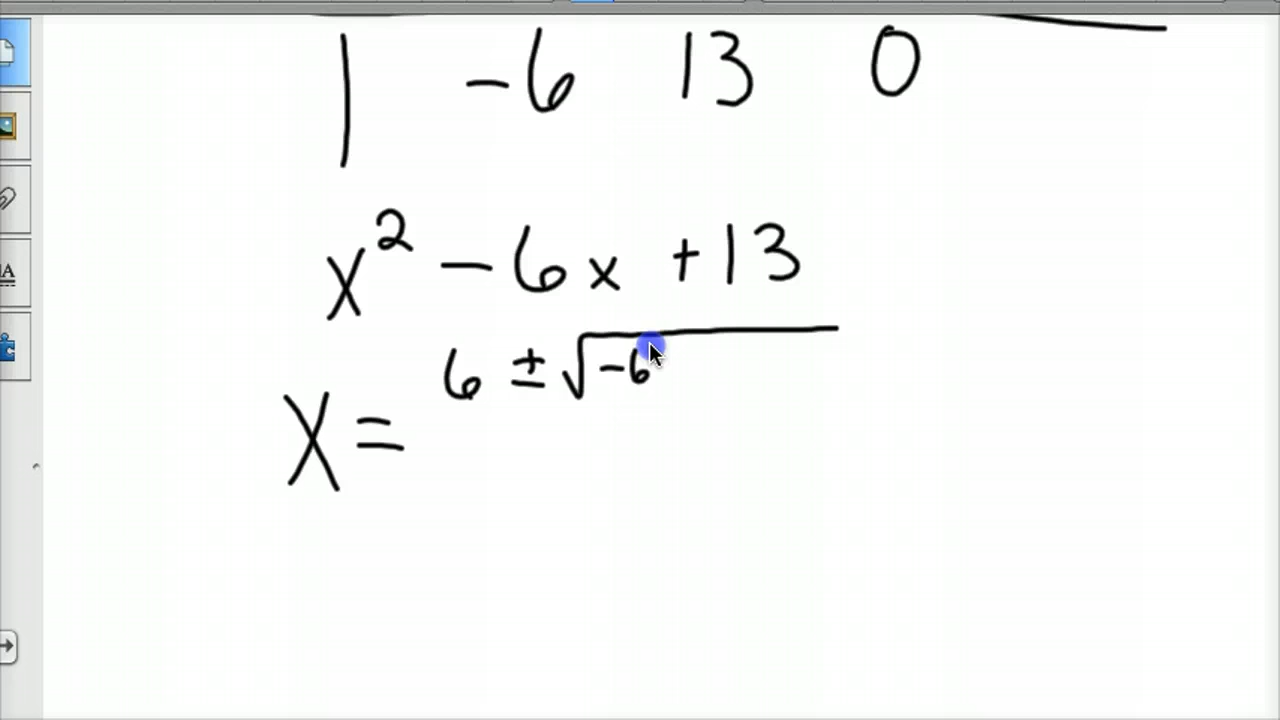 1 -6 13 0
x² - 6x + 13
6 ± √-6
X =
A